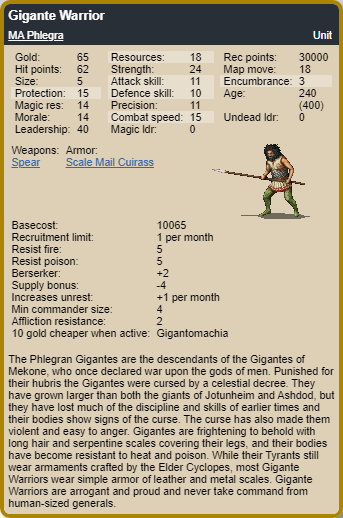 Gigante Warrior
MA Phlegra Unit
Gold: 65 Resources: 18 Rec points: 30000
Hit points: 62 Strength: 24 Map move: 18
Size: 5 Attack skill: 11 Encumbrance: 3
Protection: 15 Defence skill: 10 Age: 240
Magic res: 14 Precision: 11 (400)
Morale: 14 Combat speed: 15 Undead ldr: 0
Leadership: 40 Magic ldr: 0
Weapons: Armor:
Spear Scale Mail Cuirass
Basecost: 10065
Recruitment limit: 1 per month
Resist fire: 5
Resist poison: 5
Berserker: +2
Supply bonus: -4
Increases unrest: +1 per month
Min commander size: 4
Affliction resistance: 2
10 gold cheaper when active: Gigantomachia
The Phlegran Gigantes are the descendants of the Gigantes of
Mekone, who once declared war upon the gods of men. Punished for
their hubris the Gigantes were cursed by a celestial decree. They
have grown larger than both the giants of Jotunheim and Ashdod, but
they have lost much of the discipline and skills of earlier times and
their bodies show signs of the curse. The curse has also made them
violent and easy to anger. Gigantes are frightening to behold with
long hair and serpentine scales covering their legs, and their bodies
have become resistant to heat and poison. While their Tyrants still
wear armaments crafted by the Elder Cyclopes, most Gigante
Warriors wear simple armor of leather and metal scales. Gigante
Warriors are arrogant and proud and never take command from
human-sized generals.